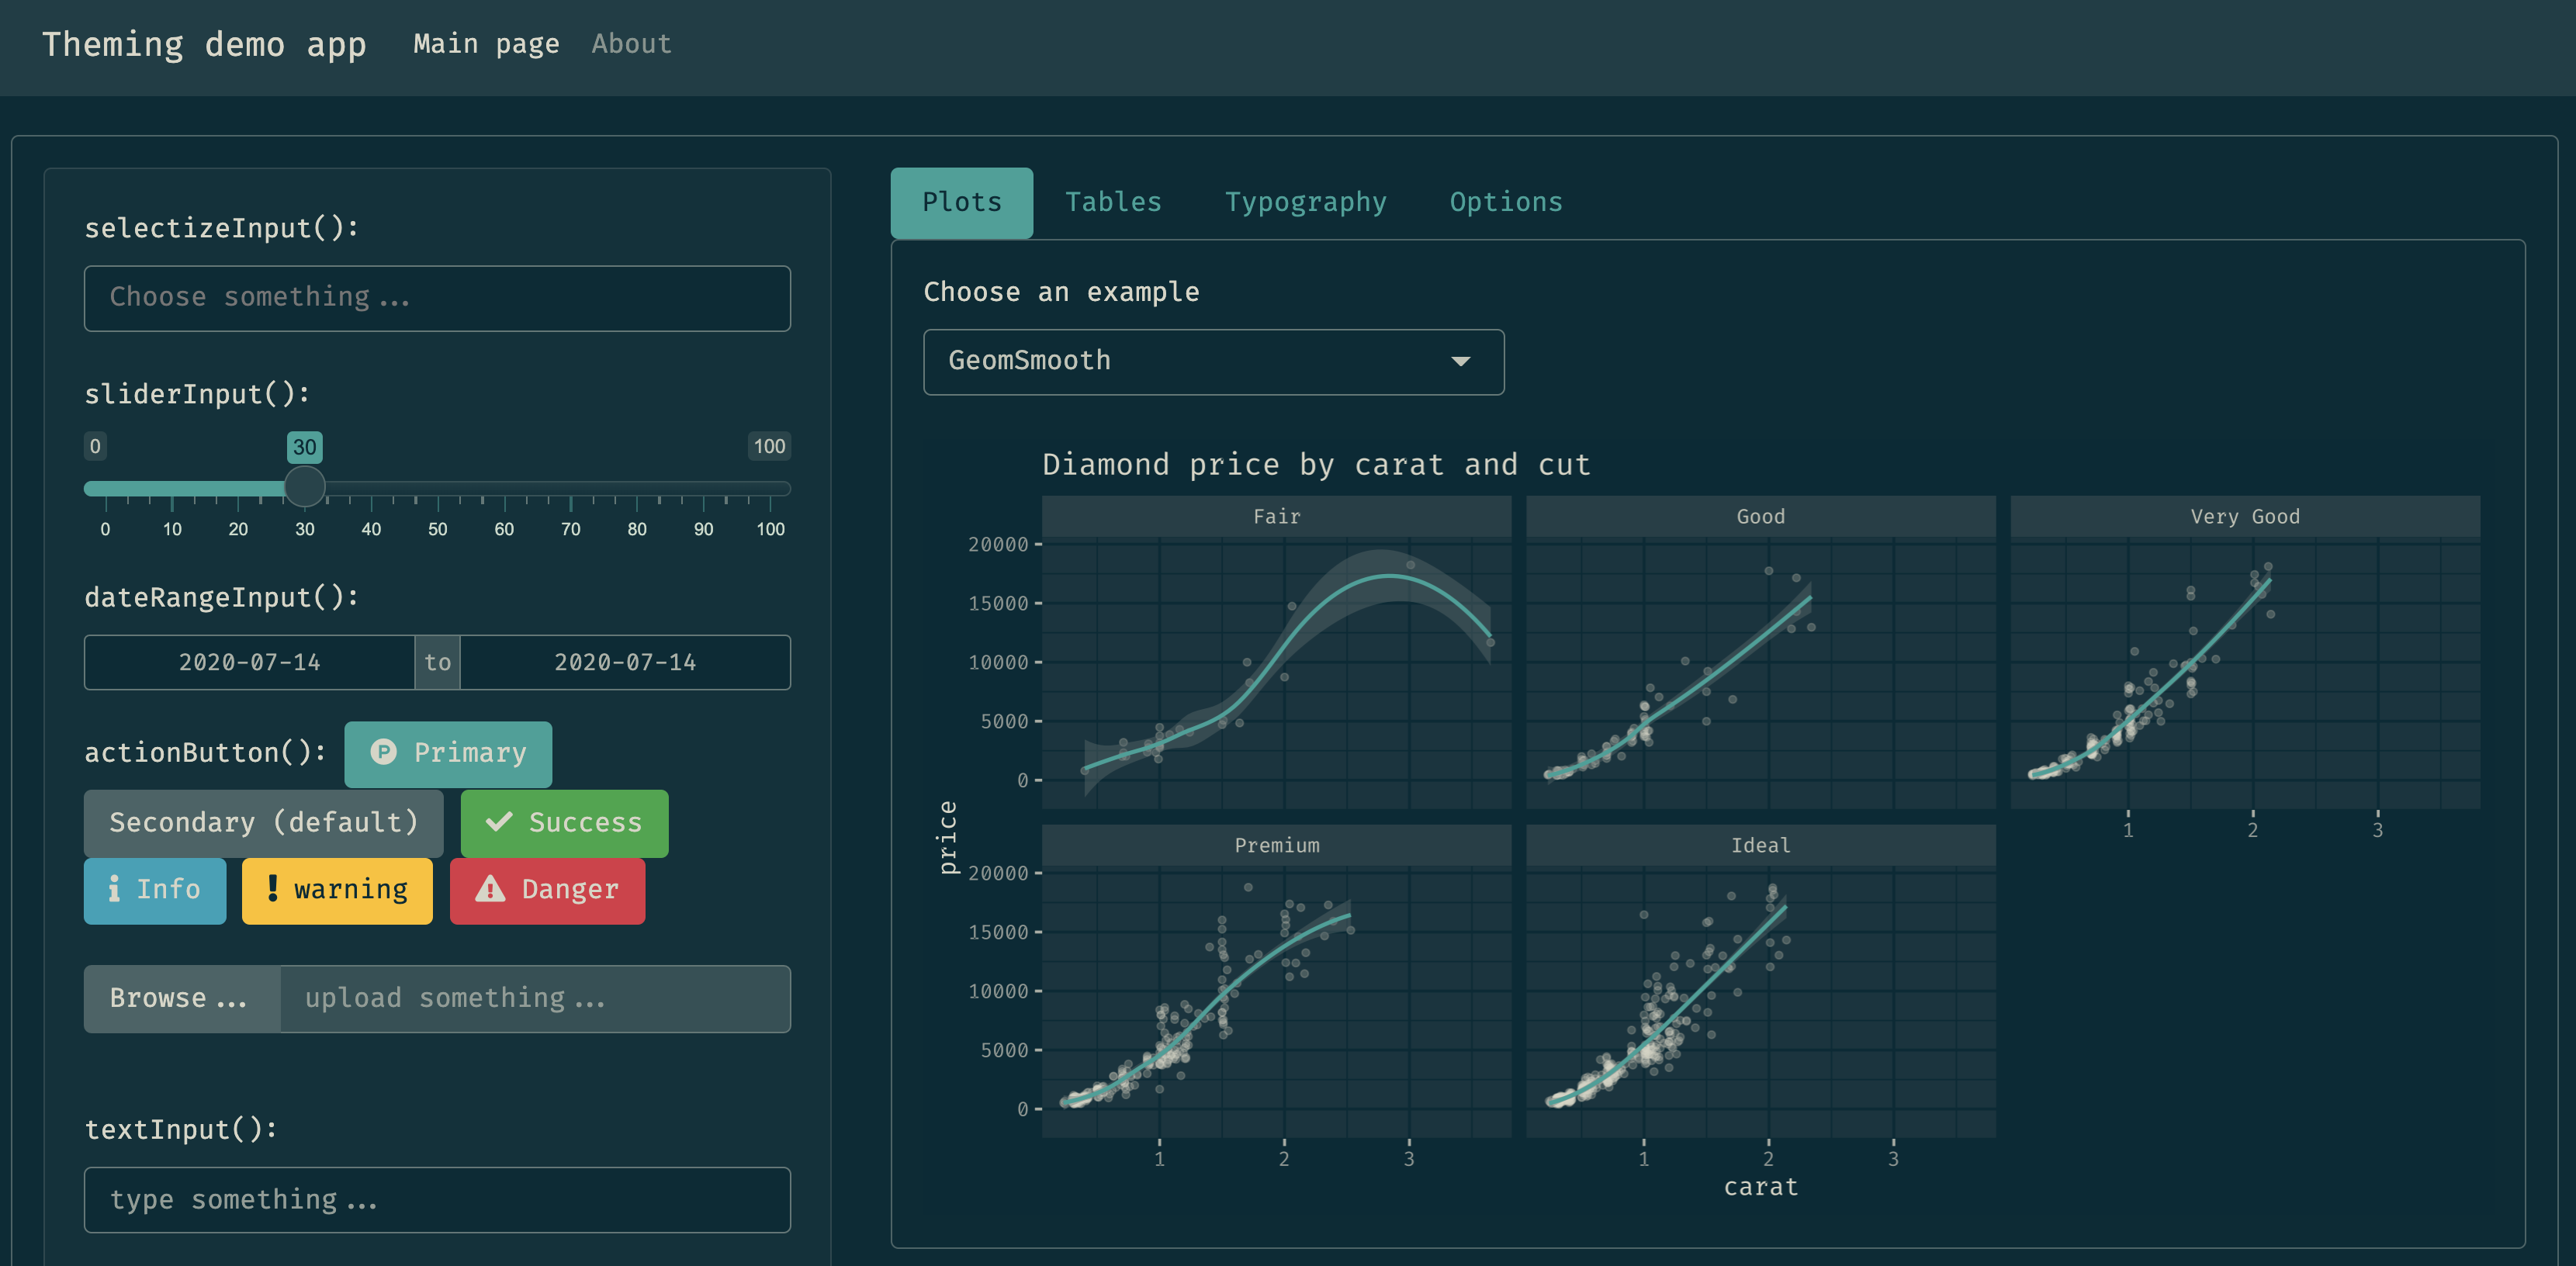 Theming demo app Main page About
selectizeInput():
Choose something...
sliderInput():
0 30 100
0 10 20 30 40 50 60 70 80 90 100
dateRangeInput():
2020-07-14 to 2020-07-14
actionButton(): P Primary
Secondary (default) Success
Info warning Danger
Browse... upload something...
textInput():
type something...
Plots Tables Typography Options
Choose an example
GeomSmooth
Diamond price by carat and cut
Fair Good Very Good
20000
15000
10000
5000
0
1 2 3
price
Premium Ideal
20000
15000
10000
5000
0
1 2 3 1 2 3
carat